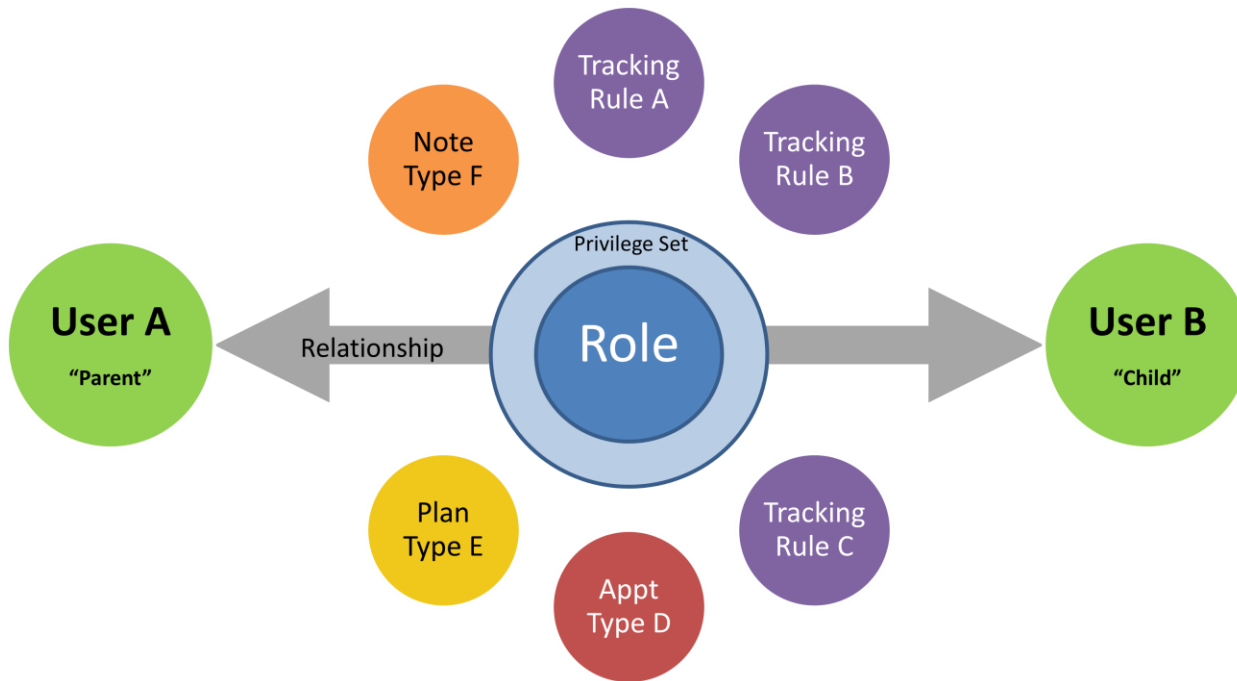 Tracking
Rule A
Note
Type F
Tracking
Rule B
Privilege Set
User A
“Parent”
Relationship
Role
User B
“Child”
Plan
Type E
Tracking
Rule C
Appt
Type D